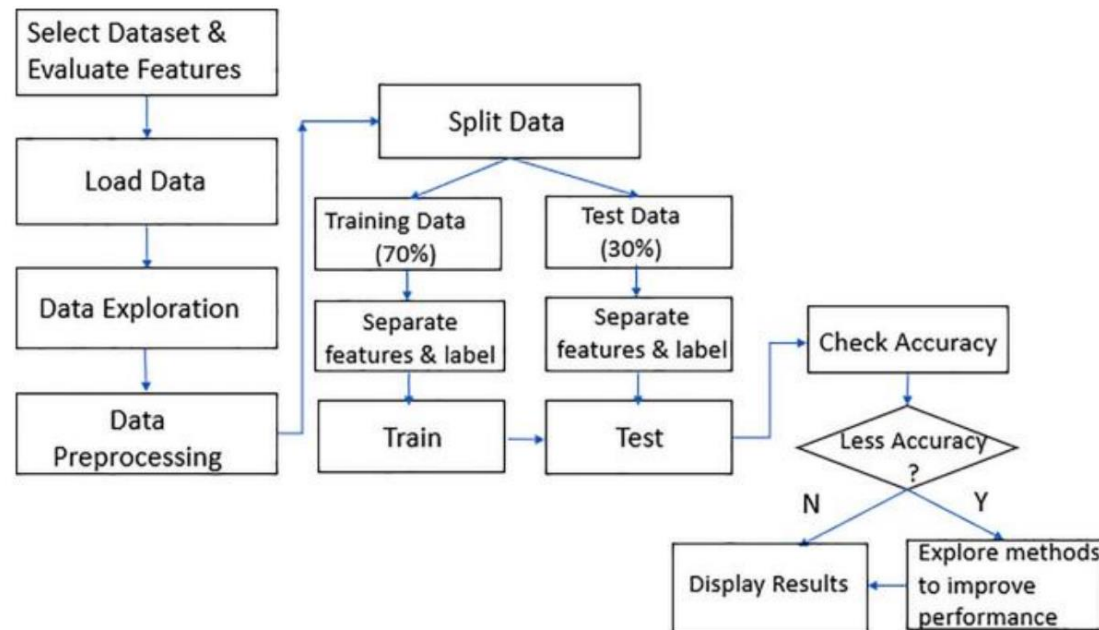 Select Dataset &
Evaluate Features
Load Data
Data Exploration
Data
Preprocessing
Split Data
Training Data
(70%)
Separate
features & label
Train
Test Data
(30%)
Separate
features & label
Test
Check Accuracy
Less Accuracy
?
N
Y
Display Results
Explore methods
to improve
performance